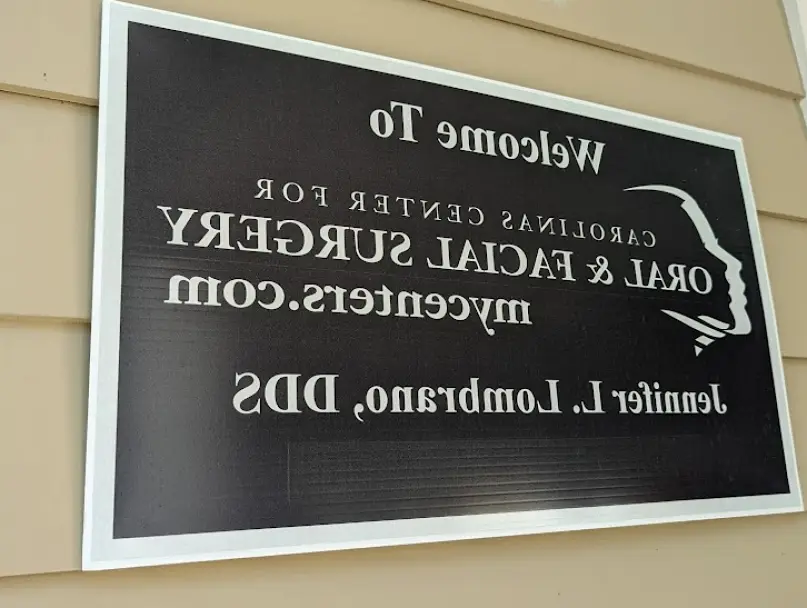 Welcome To
CAROLINAS CENTER FOR
ORAL & FACIAL SURGERY
mycenters.com
Jennifer L. Lombrano, DDS